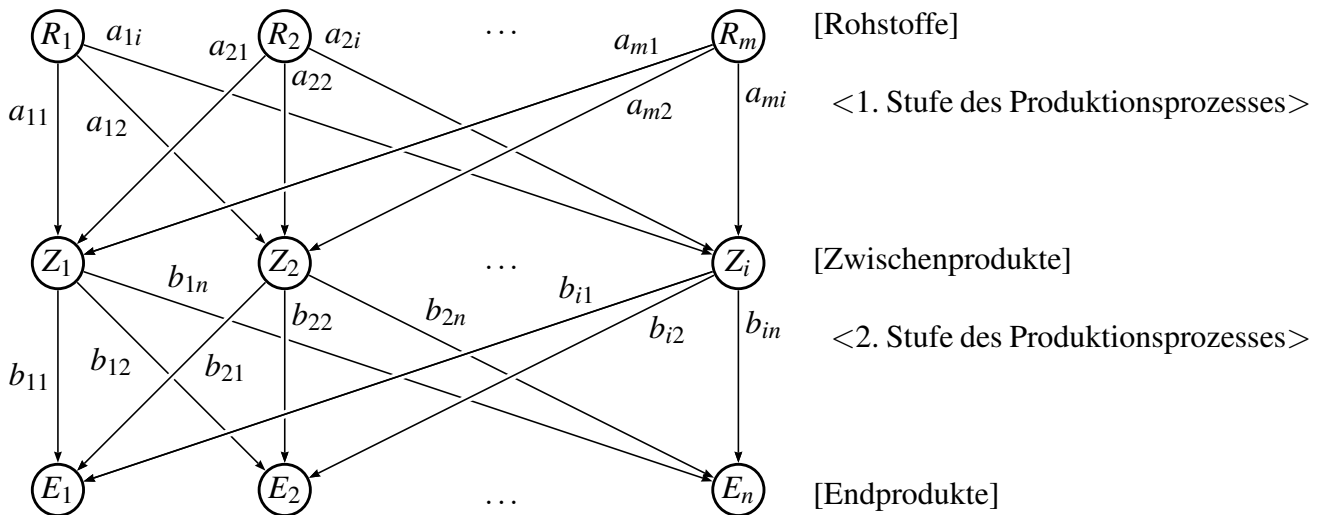 R₁ a₁ᵢ a₂₁ R₂ a₂ᵢ … aₘ₁ Rₘ [Rohstoffe]
a₁₁ a₁₂ a₂₂ aₘ₂ aₘᵢ <1. Stufe des Produktionsprozesses>
Z₁ Z₂ … Zᵢ [Zwischenprodukte]
b₁ₙ b₂₂ b₂ₙ bᵢ₁ bᵢ₂ bᵢₙ <2. Stufe des Produktionsprozesses>
b₁₁ b₁₂ b₂₁
E₁ E₂ … Eₙ [Endprodukte]